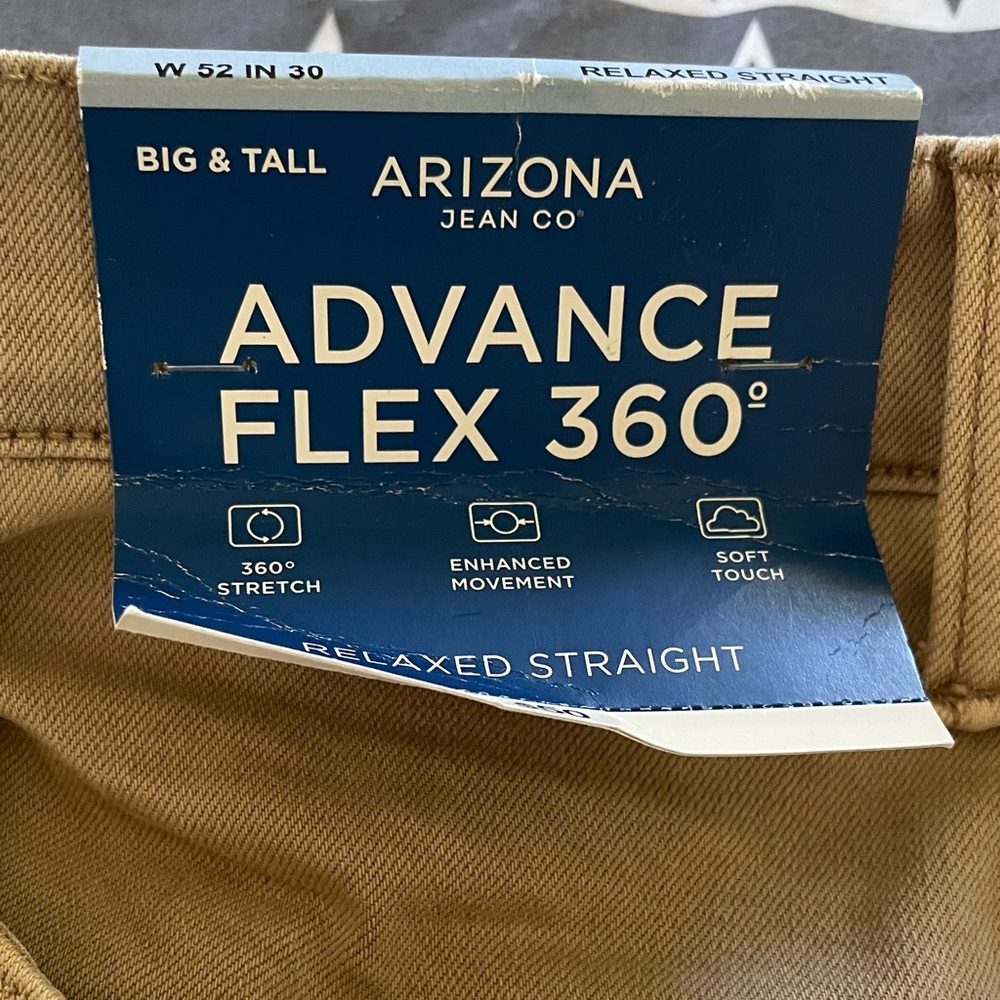 W 52 IN 30
RELAXED STRAIGHT
BIG & TALL
ARIZONA
JEAN CO
ADVANCE
FLEX 360º
360º
STRETCH
ENHANCED
MOVEMENT
SOFT
TOUCH
RELAXED STRAIGHT